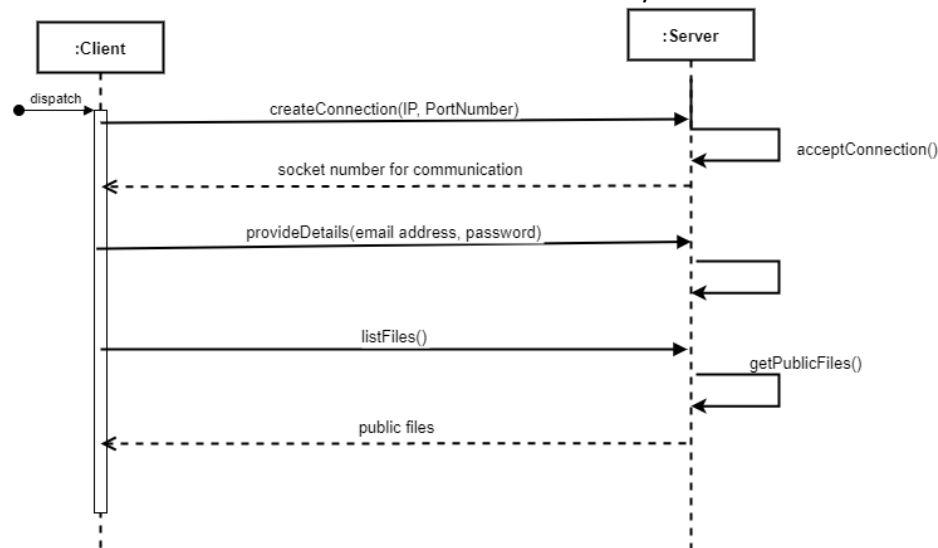 :Client
:Server
dispatch
createConnection(IP, PortNumber)
acceptConnection()
socket number for communication
provideDetails(email address, password)
listFiles()
getPublicFiles()
public files